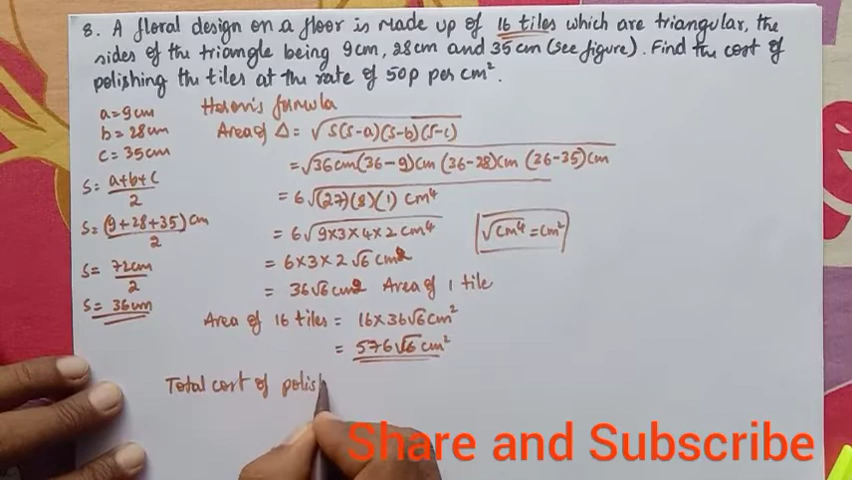 8. A floral design on a floor is made up of 16 tiles which are triangular, the
sides of the triangle being 9cm, 28cm and 35cm (see figure). Find the cost of
polishing the tiles at the rate of 50p per cm².
a=9cm
b=28cm
c=35cm
S= a+b+c/2
S= (9+28+35)cm/2
S= 72cm/2
S= 36cm
Heron's formula
Area of Δ= √S(S-a)(S-b)(S-c)
=√36cm(36-9)cm (36-28)cm (36-35)cm
= 6√(27)(8)(1) cm⁴
= 6√9×3×4×2 cm⁴
√cm⁴=cm²
= 6×3×2 √6 cm²
= 36√6 cm² Area of 1 tile
Area of 16 tiles = 16×36√6 cm²
= 576√6 cm²
Total cost of polis
Share and Subscribe